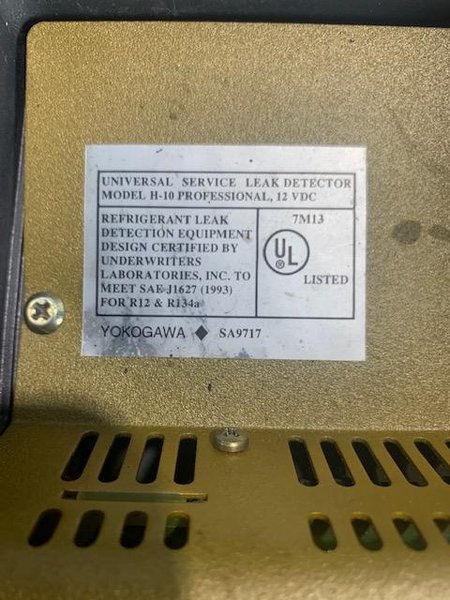 UNIVERSAL SERVICE LEAK DETECTOR
MODEL H-10 PROFESSIONAL, 12 VDC
REFRIGERANT LEAK
DETECTION EQUIPMENT
DESIGN CERTIFIED BY
UNDERWRITERS
LABORATORIES, INC. TO
MEET SAE J1627 (1993)
FOR R12 & R134a
7M13
UL
®
LISTED
YOKOGAWA ◆ SA9717